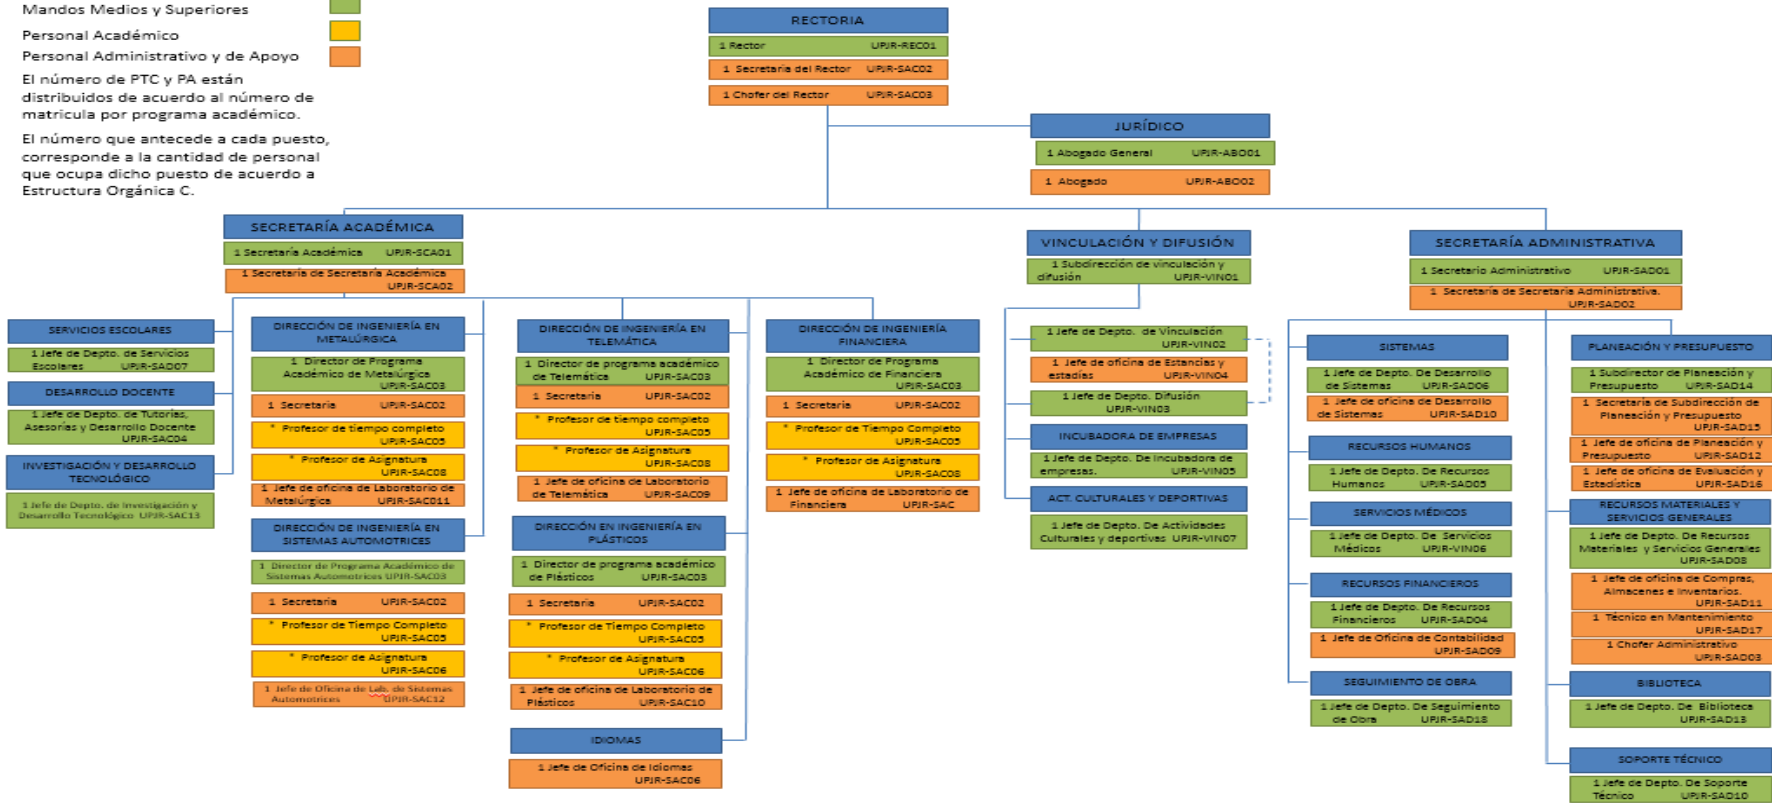 Mandos Medios y Superiores
Personal Académico
Personal Administrativo y de Apoyo
El número de PTC y PA están
distribuidos de acuerdo al número de
matricula por programa académico.
El número que antecede a cada puesto,
corresponde a la cantidad de personal
que ocupa dicho puesto de acuerdo a
Estructura Orgánica C.
RECTORIA
1 Rector UPJR-REC01
1 Secretaria del Rector UPJR-SAC02
1 Chofer del Rector UPJR-SAC03
JURÍDICO
1 Abogado General UPJR-ABO01
1 Abogado UPJR-ABO02
SECRETARÍA ACADÉMICA
1 Secretaría Académica UPJR-SCA01
1 Secretaria de Secretaría Académica
UPJR-SCA02
SERVICIOS ESCOLARES
1 Jefe de Depto. de Servicios
Escolares UPJR-SAD07
DESARROLLO DOCENTE
1 Jefe de Depto. de Tutorías,
Asesorías y Desarrollo Docente
UPJR-SAC04
INVESTIGACIÓN Y DESARROLLO
TECNOLÓGICO
1 Jefe de Depto. de Investigación y
Desarrollo Tecnológico UPJR-SAC13
DIRECCIÓN DE INGENIERÍA EN
METALÚRGICA
1 Director de Programa
Académico de Metalúrgica
UPJR-SAC03
1 Secretaria UPJR-SAC02
* Profesor de tiempo completo
UPJR-SAC05
* Profesor de Asignatura
UPJR-SAC08
1 Jefe de oficina de Laboratorio de
Metalúrgica UPJR-SAC011
DIRECCIÓN DE INGENIERÍA EN
SISTEMAS AUTOMOTRICES
1 Director de Programa Académico de
Sistemas Automotrices UPJR-SAC03
1 Secretaria UPJR-SAC02
* Profesor de Tiempo Completo
UPJR-SAC05
* Profesor de Asignatura
UPJR-SAC06
1 Jefe de Oficina de Lab. de Sistemas
Automotrices UPJR-SAC12
DIRECCIÓN DE INGENIERÍA EN
TELEMÁTICA
1 Director de programa académico
de Telemática UPJR-SAC03
1 Secretaria UPJR-SAC02
* Profesor de tiempo completo
UPJR-SAC05
* Profesor de Asignatura
UPJR-SAC08
1 Jefe de oficina de Laboratorio
de Telemática UPJR-SAC09
DIRECCIÓN EN INGENIERÍA EN
PLÁSTICOS
1 Director de programa académico
de Plásticos UPJR-SAC03
1 Secretaria UPJR-SAC02
* Profesor de Tiempo Completo
UPJR-SAC05
* Profesor de Asignatura
UPJR-SAC06
1 Jefe de oficina de Laboratorio de
Plásticos UPJR-SAC10
IDIOMAS
1 Jefe de Oficina de Idiomas
UPJR-SAC06
DIRECCIÓN DE INGENIERÍA
FINANCIERA
1 Director de Programa
Académico de Financiera
UPJR-SAC03
1 Secretaria UPJR-SAC02
* Profesor de Tiempo Completo
UPJR-SAC05
* Profesor de Asignatura
UPJR-SAC08
1 Jefe de oficina de Laboratorio de
Financiera UPJR-SAC
VINCULACIÓN Y DIFUSIÓN
1 Subdirección de vinculación y
difusión UPJR-VIN01
1 Jefe de Depto. de Vinculación
UPJR-VIN02
1 Jefe de oficina de Estancias y
estadías UPJR-VIN04
1 Jefe de Depto. Difusión
UPJR-VIN03
INCUBADORA DE EMPRESAS
1 Jefe de Depto. De Incubadora de
empresas. UPJR-VIN05
ACT. CULTURALES Y DEPORTIVAS
1 Jefe de Depto. De Actividades
Culturales y deportivas UPJR-VIN07
SECRETARÍA ADMINISTRATIVA
1 Secretario Administrativo UPJR-SAD01
1 Secretaría de Secretaria Administrativa.
UPJR-SAD02
SISTEMAS
1 Jefe de Depto. De Desarrollo
de Sistemas UPJR-SAD06
1 Jefe de oficina de Desarrollo
de Sistemas UPJR-SAD10
RECURSOS HUMANOS
1 Jefe de Depto. De Recursos
Humanos UPJR-SAD05
SERVICIOS MÉDICOS
1 Jefe de Depto. De Servicios
Médicos UPJR-VIN06
RECURSOS FINANCIEROS
1 Jefe de Depto. De Recursos
Financieros UPJR-SAD04
1 Jefe de Oficina de Contabilidad
UPJR-SAD09
SEGUIMIENTO DE OBRA
1 Jefe de Depto. De Seguimiento
de Obra UPJR-SAD18
PLANEACIÓN Y PRESUPUESTO
1 Subdirector de Planeación y
Presupuesto UPJR-SAD14
1 Secretaria de Subdirección de
Planeación y Presupuesto
UPJR-SAD15
1 Jefe de oficina de Planeación y
Presupuesto UPJR-SAD12
1 Jefe de oficina de Evaluación y
Estadística UPJR-SAD16
RECURSOS MATERIALES Y
SERVICIOS GENERALES
1 Jefe de Depto. De Recursos
Materiales y Servicios Generales
UPJR-SAD08
1 Jefe de oficina de Compras,
Almacenes e Inventarios.
UPJR-SAD11
1 Técnico en Mantenimiento
UPJR-SAD17
1 Chofer Administrativo
UPJR-SAD03
BIBLIOTECA
1 Jefe de Depto. De Biblioteca
UPJR-SAD13
SOPORTE TÉCNICO
1 Jefe de Depto. De Soporte
Técnico UPJR-SAD10